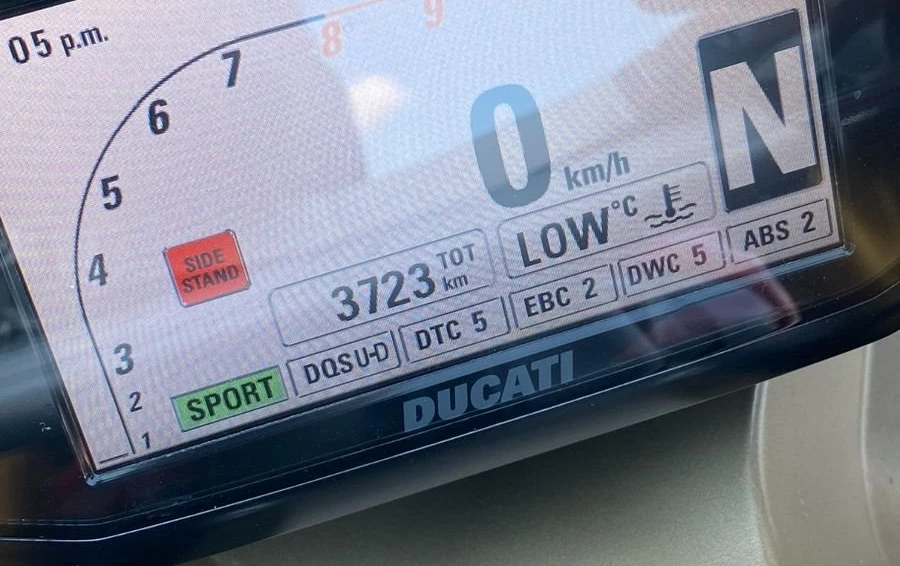 05 p.m.
9
8
7
6
5
4
3
2
1
N
0 km/h
SIDE
STAND
LOW °C
3723 TOT
km
SPORT
DQS U-D
DTC 5
EBC 2
DWC 5
ABS 2
DUCATI